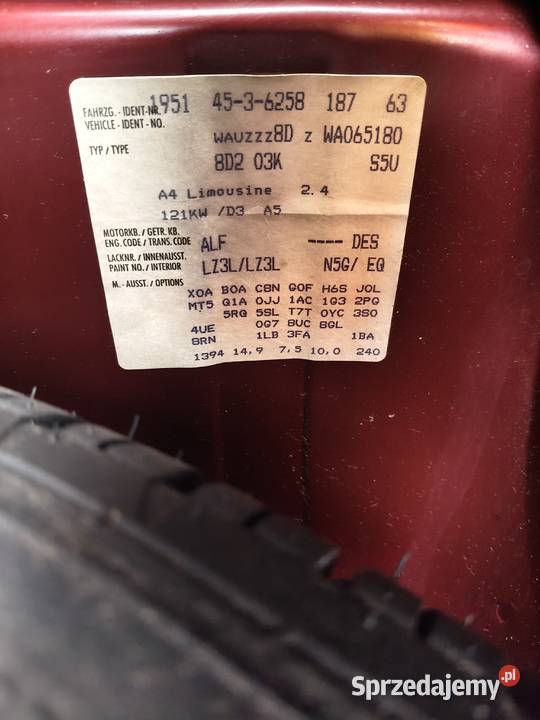 1951 45-3-6258 187 63
FAHRZG. - IDENT-NR.
VEHICLE - IDENT - NO. WAUZZZ8D Z WA065180
TYP / TYPE 8D2 03K S5U
A4 Limousine 2.4
121KW /D3 A5
MOTORKB. / GETR. KB.
ENG. CODE / TRANS. CODE ALF ---- DES
LACKNR. / INNENAUSST.
PAINT NO. / INTERIOR LZ3L/LZ3L N5G/ EQ
M. - AUSST. / OPTIONS
X0A B0A C8N G0F H6S J0L
MT5 G1A 0JJ 1AC 1G3 2PG
5RG 5SL T7T 0YC 3S0
4UE 0G7 8UC 8GL
8RN 1LB 3FA 1BA
1394 14,9 7,5 10,0 240
Sprzedajemy.pl